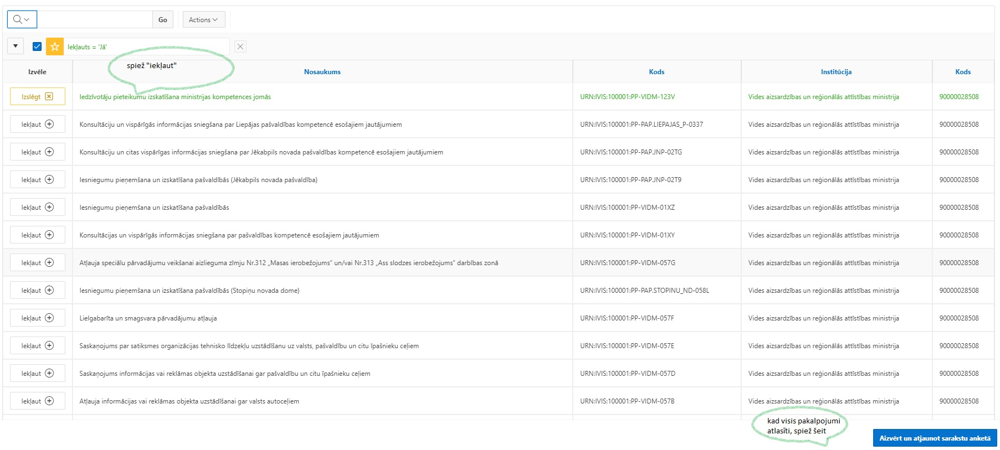 Go Actions
Iekļauts = 'Jā'
spiež "iekļaut"
Izvēle Nosaukums Kods Institūcija Kods
Izslēgt Iedzīvotāju pieteikumu izskatīšana ministrijas kompetences jomās URN:IVIS:100001:PP-VIDM-123V Vides aizsardzības un reģionālās attīstības ministrija 90000028508
Iekļaut Konsultāciju un vispārīgās informācijas sniegšana par Liepājas pašvaldības kompetencē esošajiem jautājumiem URN:IVIS:100001:PP-PAP.LIEPAJAS_P-0337 Vides aizsardzības un reģionālās attīstības ministrija 90000028508
Iekļaut Konsultāciju un citas vispārīgas informācijas sniegšana par Jēkabpils novada pašvaldības kompetencē esošajiem jautājumiem URN:IVIS:100001:PP-PAP.JNP-02TG Vides aizsardzības un reģionālās attīstības ministrija 90000028508
Iekļaut Iesniegumu pieņemšana un izskatīšana pašvaldībās (Jēkabpils novada pašvaldība) URN:IVIS:100001:PP-PAP.JNP-02T9 Vides aizsardzības un reģionālās attīstības ministrija 90000028508
Iekļaut Iesniegumu pieņemšana un izskatīšana pašvaldībās URN:IVIS:100001:PP-VIDM-01XZ Vides aizsardzības un reģionālās attīstības ministrija 90000028508
Iekļaut Konsultācijas un vispārīgās informācijas sniegšana par pašvaldības kompetencē esošajiem jautājumiem URN:IVIS:100001:PP-VIDM-01XY Vides aizsardzības un reģionālās attīstības ministrija 90000028508
Iekļaut Atļauja speciālu pārvadājumu veikšanai aizlieguma zīmju Nr.312 „Masas ierobežojums“ un/vai Nr.313 „Ass slodzes ierobežojums“ darbības zonā URN:IVIS:100001:PP-VIDM-057G Vides aizsardzības un reģionālās attīstības ministrija 90000028508
Iekļaut Iesniegumu pieņemšana un izskatīšana pašvaldībās (Stopiņu novada dome) URN:IVIS:100001:PP-PAP.STOPINU_ND-058L Vides aizsardzības un reģionālās attīstības ministrija 90000028508
Iekļaut Lielgabarīta un smagsvara pārvadājumu atļauja URN:IVIS:100001:PP-VIDM-057F Vides aizsardzības un reģionālās attīstības ministrija 90000028508
Iekļaut Saskaņojums par satiksmes organizācijas tehnisko līdzekļu uzstādīšanu uz valsts, pašvaldību un citu īpašnieku ceļiem URN:IVIS:100001:PP-VIDM-057E Vides aizsardzības un reģionālās attīstības ministrija 90000028508
Iekļaut Saskaņojums informācijas vai reklāmas objekta uzstādīšanai gar pašvaldību un citu īpašnieku ceļiem URN:IVIS:100001:PP-VIDM-057D Vides aizsardzības un reģionālās attīstības ministrija 90000028508
Iekļaut Atļauja informācijas vai reklāmas objekta uzstādīšanai gar valsts autoceļiem URN:IVIS:100001:PP-VIDM-057B Vides aizsardzības un reģionālās attīstības ministrija 90000028508
kad visis pakalpojumi
atlasīti, spiež šeit
Aizvērt un atjaunot sarakstu anketā